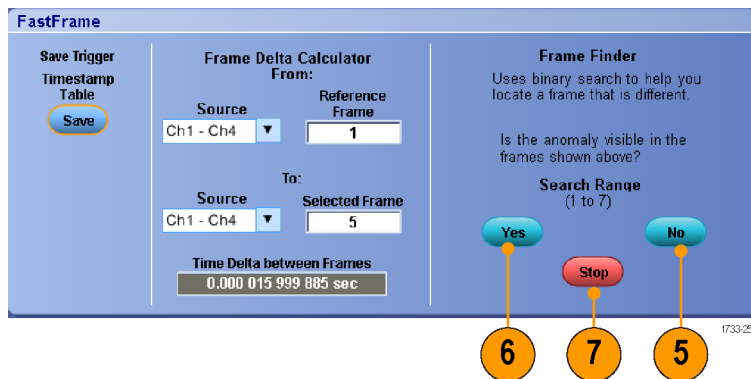 FastFrame
Save Trigger
Timestamp
Table
Save
Frame Delta Calculator
From:
Source
Reference
Frame
Ch1 - Ch4
1
To:
Source
Selected Frame
Ch1 - Ch4
5
Time Delta between Frames
0.000 015 999 885 sec
Frame Finder
Uses binary search to help you
locate a frame that is different.
Is the anomaly visible in the
frames shown above?
Search Range
(1 to 7)
Yes
No
Stop
6
7
5
1733-25